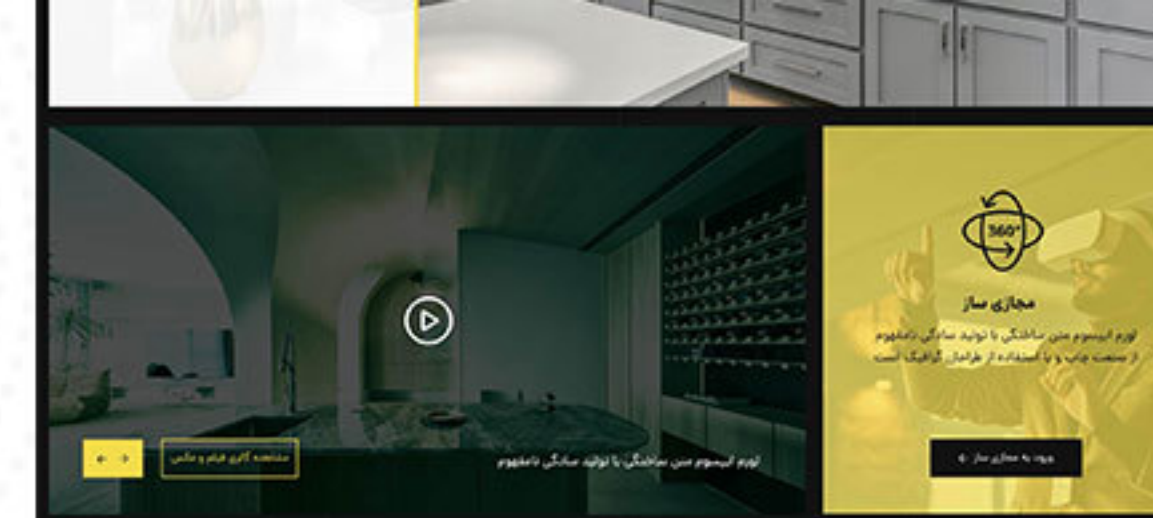 360°
مجازی ساز
لورم ایپسوم متن ساختگی با تولید سادگی نامفهوم
از صنعت چاپ و با استفاده از طراحان گرافیک است
ورود به مجازی ساز
لورم ایپسوم متن ساختگی با تولید سادگی نامفهوم
مشاهده گالری فیلم و عکس